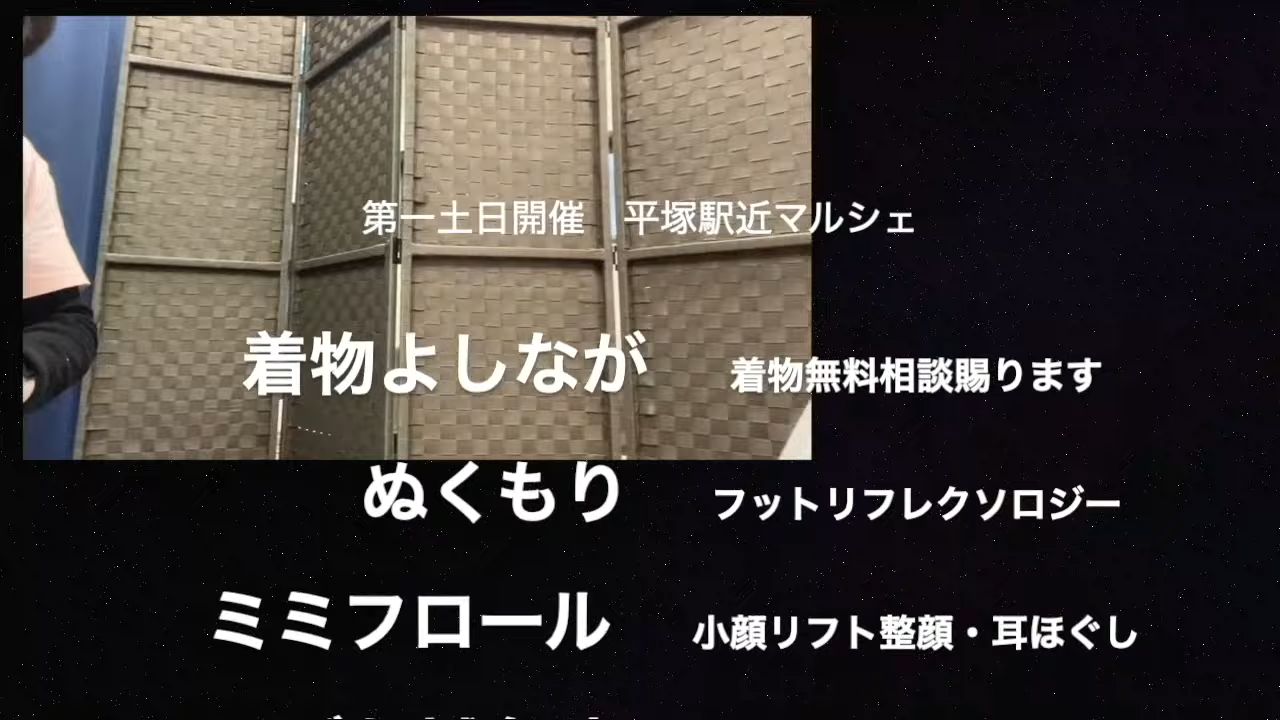 第一土日開催　平塚駅近マルシェ
着物よしなが　着物無料相談賜ります
ぬくもり　フットリフレクソロジー
ミミフロール　小顔リフト整顔・耳ほぐし